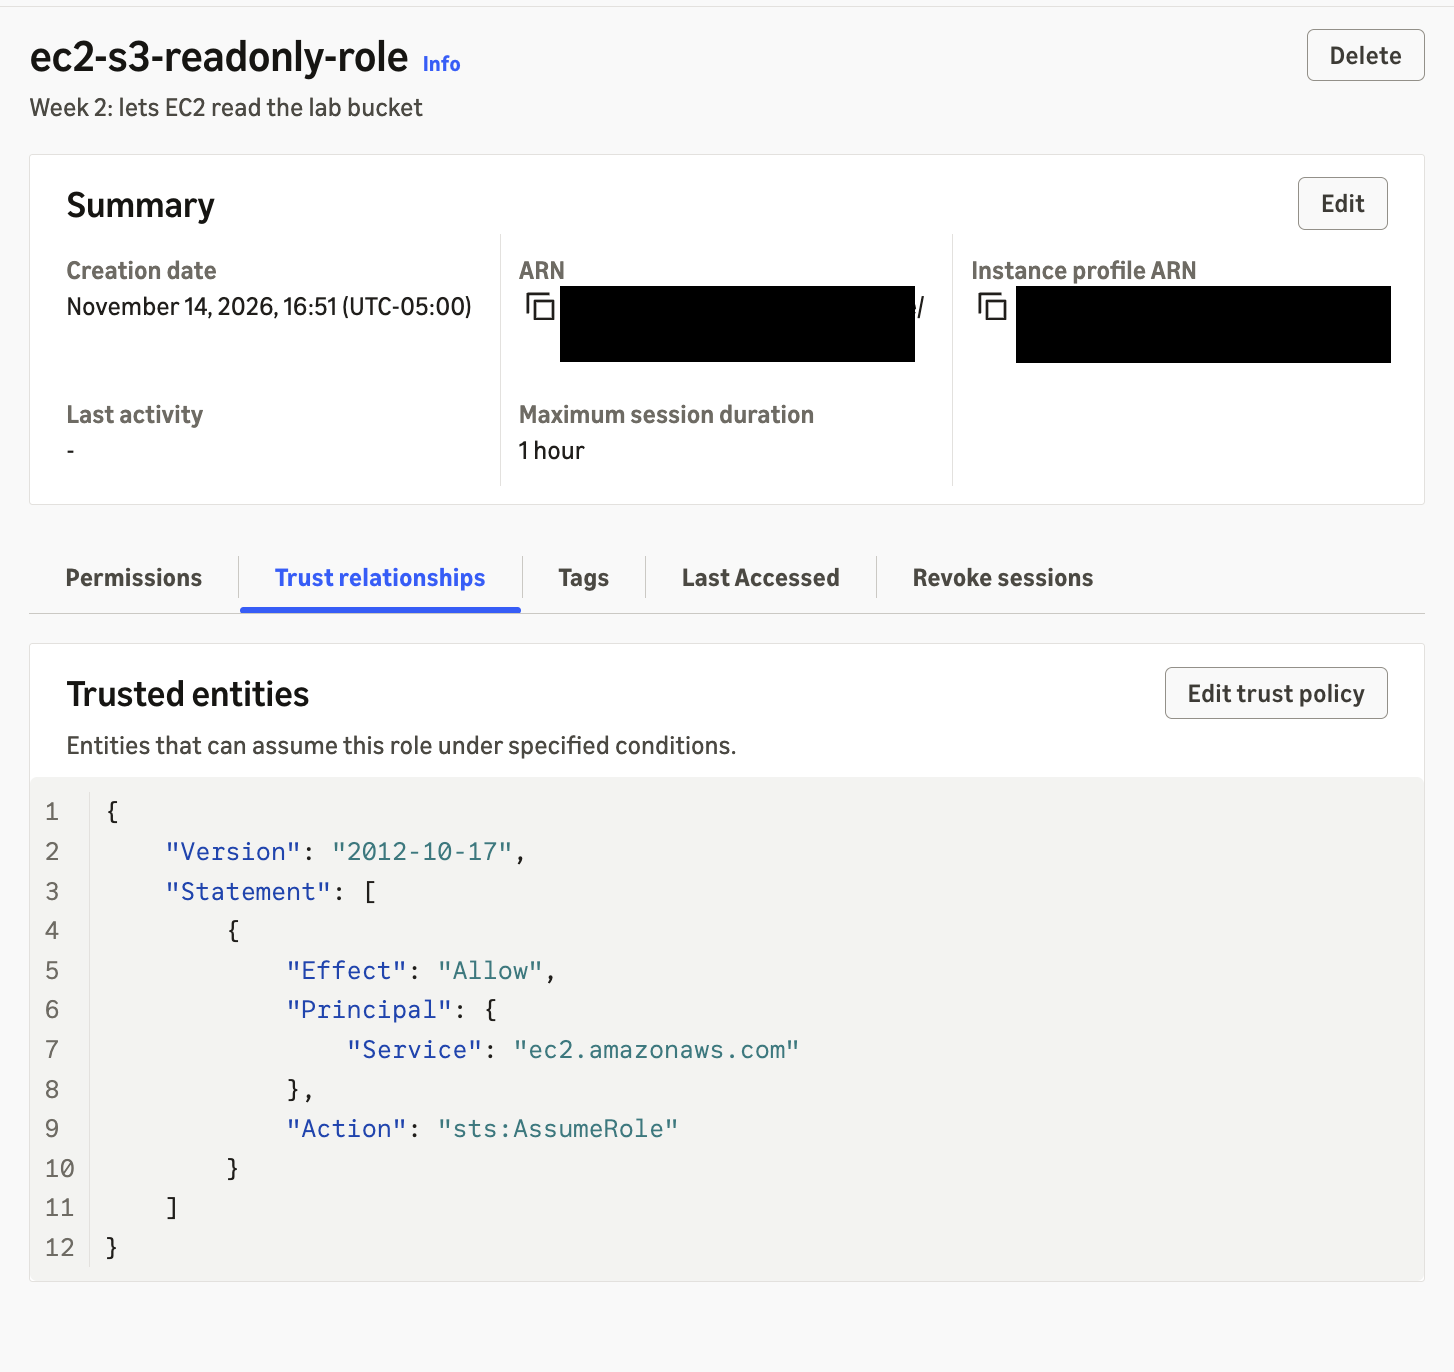 ec2-s3-readonly-role Info
Delete
Week 2: lets EC2 read the lab bucket
Summary
Edit
Creation date
November 14, 2026, 16:51 (UTC-05:00)
ARN
/
Instance profile ARN
Last activity
-
Maximum session duration
1 hour
Permissions
Trust relationships
Tags
Last Accessed
Revoke sessions
Trusted entities
Edit trust policy
Entities that can assume this role under specified conditions.
1 {
2     "Version": "2012-10-17",
3     "Statement": [
4         {
5             "Effect": "Allow",
6             "Principal": {
7                 "Service": "ec2.amazonaws.com"
8             },
9             "Action": "sts:AssumeRole"
10         }
11     ]
12 }